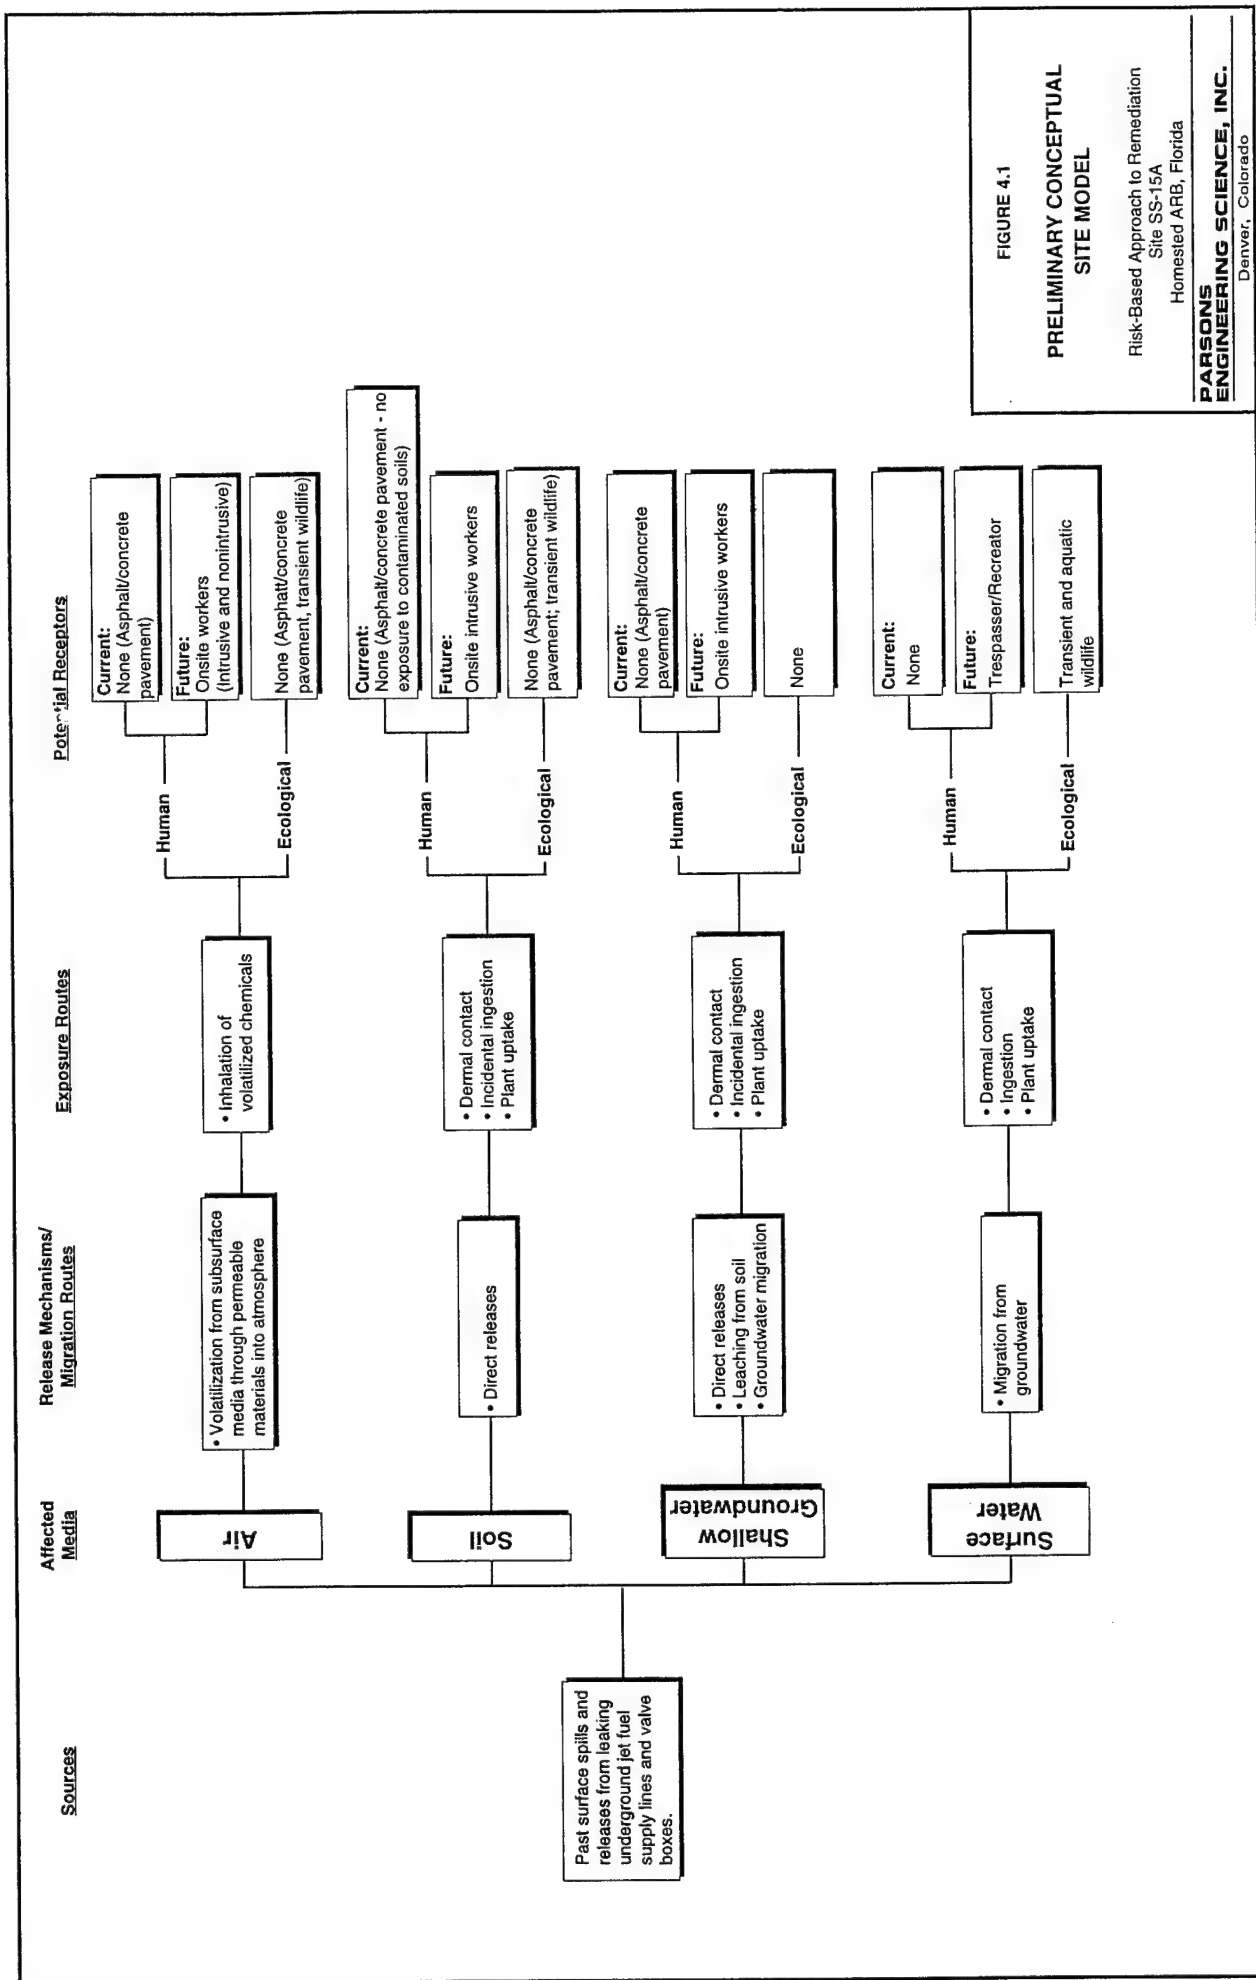 Sources
Affected
Media
Release Mechanisms/
Migration Routes
Exposure Routes
Potential Receptors
Past surface spills and
releases from leaking
underground jet fuel
supply lines and valve
boxes.
Air
• Volatilization from subsurface
media through permeable
materials into atmosphere
• Inhalation of
volatilized chemicals
Human
Current:
None (Asphalt/concrete
pavement)
Future:
Onsite workers
(Intrusive and nonintrusive)
Ecological
None (Asphalt/concrete
pavement, transient wildlife)
Soil
• Direct releases
• Dermal contact
• Incidental ingestion
• Plant uptake
Human
Current:
None (Asphalt/concrete pavement - no
exposure to contaminated soils)
Future:
Onsite intrusive workers
Ecological
None (Asphalt/concrete
pavement; transient wildlife)
Shallow
Groundwater
• Direct releases
• Leaching from soil
• Groundwater migration
• Dermal contact
• Incidental ingestion
• Plant uptake
Human
Current:
None (Asphalt/concrete
pavement)
Future:
Onsite intrusive workers
Ecological
None
Surface
Water
• Migration from
groundwater
• Dermal contact
• Ingestion
• Plant uptake
Human
Current:
None
Future:
Trespasser/Recreator
Ecological
Transient and aquatic
wildlife
FIGURE 4.1
PRELIMINARY CONCEPTUAL
SITE MODEL
Risk-Based Approach to Remediation
Site SS-15A
Homested ARB, Florida
PARSONS
ENGINEERING SCIENCE, INC.
Denver, Colorado